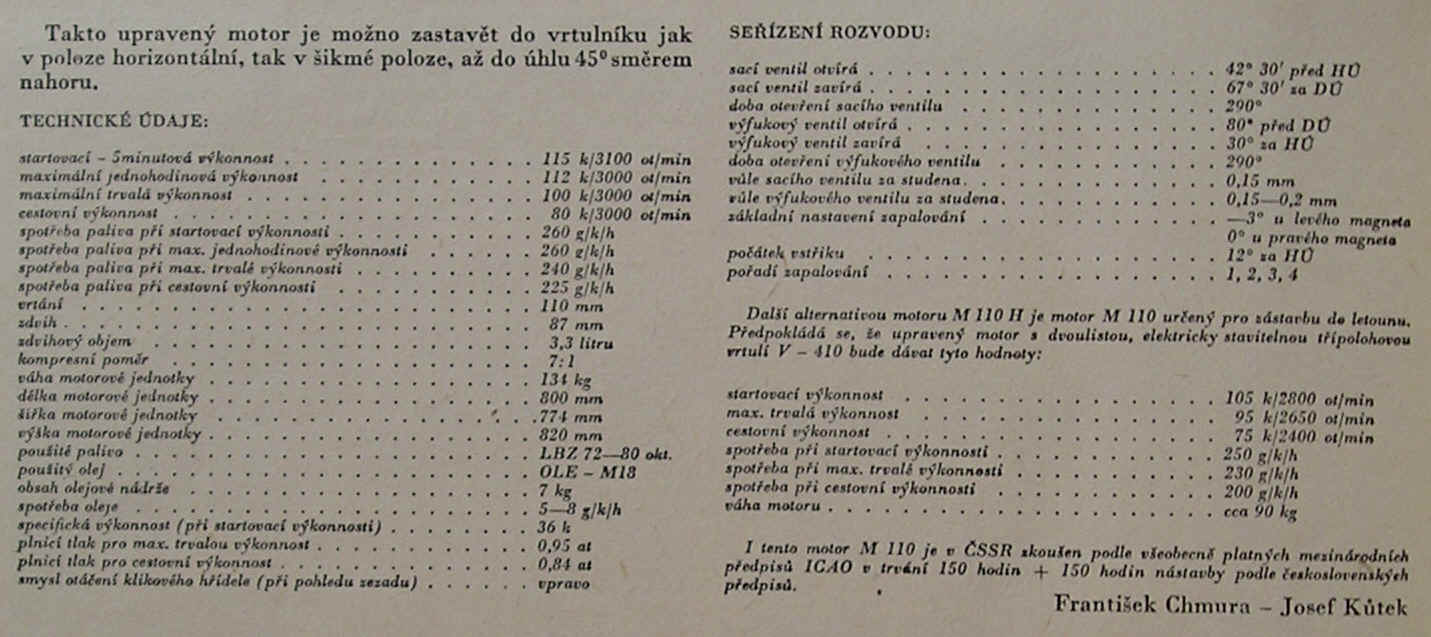 Takto upravený motor je možno zastavět do vrtulníku jak
v poloze horizontální, tak v šikmé poloze, až do úhlu 45° směrem
nahoru.
TECHNICKÉ ÚDAJE:
startovací – 5minutová výkonnost . . . . . . . . . . . . . . 115 k/3100 ot/min
maximální jednohodinová výkonnost . . . . . . . . . . . . 112 k/3000 ot/min
maximální trvalá výkonnost . . . . . . . . . . . . . . . . 100 k/3000 ot/min
cestovní výkonnost . . . . . . . . . . . . . . . . . . . . 80 k/3000 ot/min
spotřeba paliva při startovací výkonnosti . . . . . . . . . . . 260 g/k/h
spotřeba paliva při max. jednohodinové výkonnosti . . . . . . . 260 g/k/h
spotřeba paliva při max. trvalé výkonnosti . . . . . . . . . . 240 g/k/h
spotřeba paliva při cestovní výkonnosti . . . . . . . . . . . 225 g/k/h
vrtání . . . . . . . . . . . . . . . . . . . . . . . . . 110 mm
zdvih . . . . . . . . . . . . . . . . . . . . . . . . . . 87 mm
zdvihový objem . . . . . . . . . . . . . . . . . . . . . 3,3 litru
kompresní poměr . . . . . . . . . . . . . . . . . . . . 7:1
váha motorové jednotky . . . . . . . . . . . . . . . . . . 134 kg
délka motorové jednotky . . . . . . . . . . . . . . . . . . 800 mm
šířka motorové jednotky . . . . . . . . . . . . . . . . . . 774 mm
výška motorové jednotky . . . . . . . . . . . . . . . . . . 820 mm
použité palivo . . . . . . . . . . . . . . . . . . . . . . LBZ 72—80 okt.
použitý olej . . . . . . . . . . . . . . . . . . . . . . . OLE – M18
obsah olejové nádrže . . . . . . . . . . . . . . . . . . . 7 kg
spotřeba oleje . . . . . . . . . . . . . . . . . . . . . . 5—8 g/k/h
specifická výkonnost (při startovací výkonnosti) . . . . . . . . 36 k
plnicí tlak pro max. trvalou výkonnost . . . . . . . . . . . . 0,95 at
plnicí tlak pro cestovní výkonnost . . . . . . . . . . . . . . 0,84 at
smysl otáčení klikového hřídele (při pohledu zezadu) . . . . . . vpravo
SEŘÍZENÍ ROZVODU:
sací ventil otvírá . . . . . . . . . . . . . . . . . . . . 42° 30' před HÚ
sací ventil zavírá . . . . . . . . . . . . . . . . . . . . 67° 30' za DÚ
doba otevření sacího ventilu . . . . . . . . . . . . . . . 290°
výfukový ventil otvírá . . . . . . . . . . . . . . . . . . 80° před DÚ
výfukový ventil zavírá . . . . . . . . . . . . . . . . . . 30° za HÚ
doba otevření výfukového ventilu . . . . . . . . . . . . . 290°
vůle sacího ventilu za studena . . . . . . . . . . . . . . 0,15 mm
vůle výfukového ventilu za studena . . . . . . . . . . . . 0,15—0,2 mm
základní nastavení zapalování . . . . . . . . . . . . . . —3° u levého magneta
0° u pravého magneta
počátek vstřiku . . . . . . . . . . . . . . . . . . . . . 12° za HÚ
pořadí zapalování . . . . . . . . . . . . . . . . . . . . 1, 2, 3, 4
Další alternativou motoru M 110 H je motor M 110 určený pro zástavbu do letounu.
Předpokládá se, že upravený motor s dvoulistou, elektricky stavitelnou třípolohovou
vrtulí V – 410 bude dávat tyto hodnoty:
startovací výkonnost . . . . . . . . . . . . . . . . . . . 105 k/2800 ot/min
max. trvalá výkonnost . . . . . . . . . . . . . . . . . . 95 k/2650 ot/min
cestovní výkonnost . . . . . . . . . . . . . . . . . . . . 75 k/2400 ot/min
spotřeba při startovací výkonnosti . . . . . . . . . . . . . 250 g/k/h
spotřeba při max. trvalé výkonnosti . . . . . . . . . . . . 230 g/k/h
spotřeba při cestovní výkonnosti . . . . . . . . . . . . . 200 g/k/h
váha motoru . . . . . . . . . . . . . . . . . . . . . . . cca 90 kg
I tento motor M 110 je v ČSSR zkoušen podle všeobecně platných mezinárodních
předpisů ICAO v trvání 150 hodin + 150 hodin nástavby podle československých
předpisů.
František Chmura – Josef Kůtek